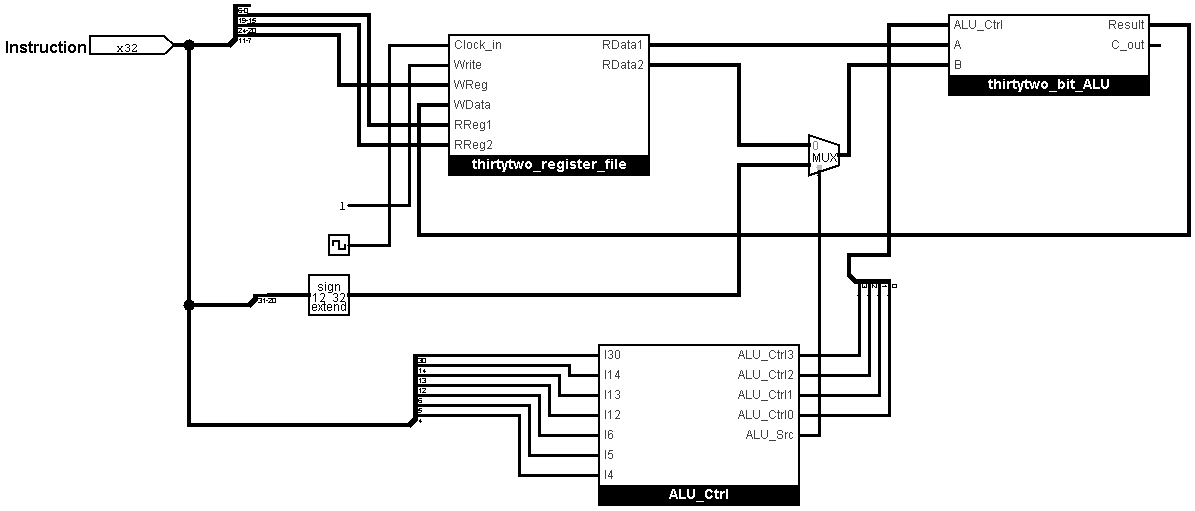 Instruction
x32
6-0
19-15
24-20
11-7
Clock_in
Write
WReg
WData
RReg1
RReg2
RData1
RData2
thirtytwo_register_file
ALU_Ctrl
A
B
Result
C_out
thirtytwo_bit_ALU
0
MUX
1
31-20
sign
12 32
extend
3
2
1
0
30
14
13
12
6
5
4
I30
I14
I13
I12
I6
I5
I4
ALU_Ctrl3
ALU_Ctrl2
ALU_Ctrl1
ALU_Ctrl0
ALU_Src
ALU_Ctrl